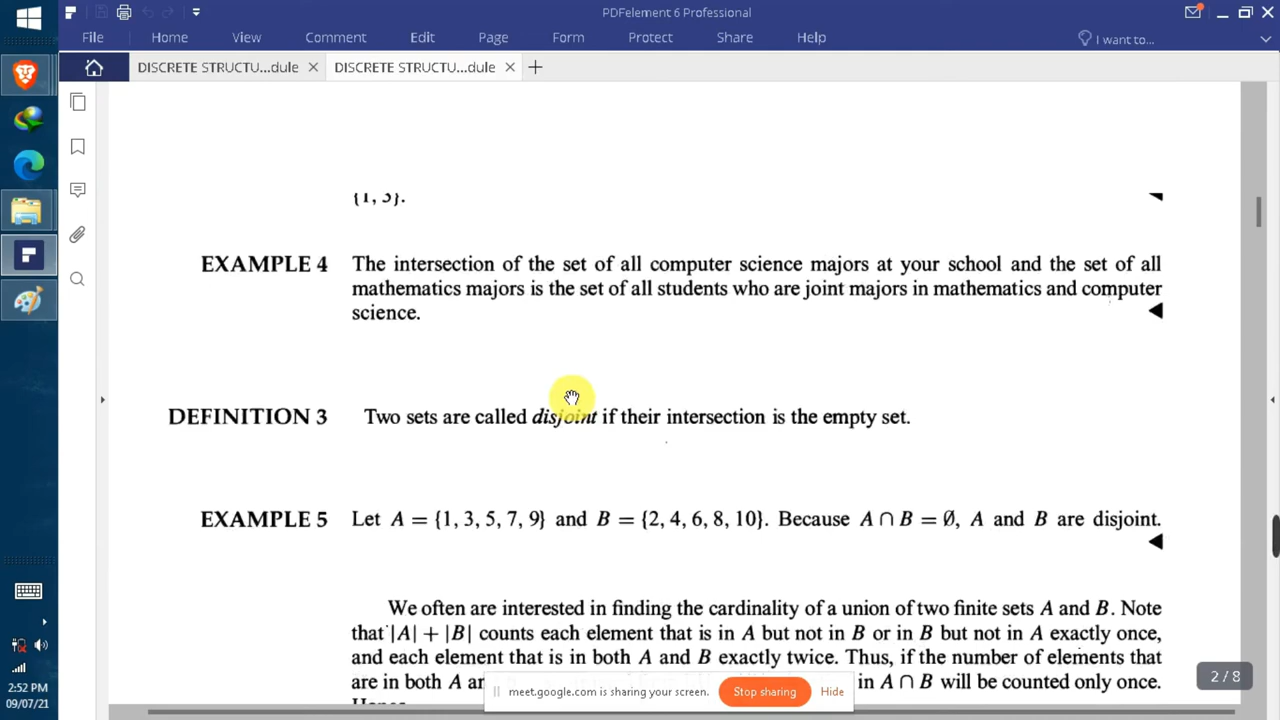 PDFelement 6 Professional
File Home View Comment Edit Page Form Protect Share Help I want to...
DISCRETE STRUCTU...dule DISCRETE STRUCTU...dule
{1, 3}.
EXAMPLE 4 The intersection of the set of all computer science majors at your school and the set of all
mathematics majors is the set of all students who are joint majors in mathematics and computer
science.
DEFINITION 3 Two sets are called disjoint if their intersection is the empty set.
EXAMPLE 5 Let A = {1, 3, 5, 7, 9} and B = {2, 4, 6, 8, 10}. Because A ∩ B = ∅, A and B are disjoint.
We often are interested in finding the cardinality of a union of two finite sets A and B. Note
that |A| + |B| counts each element that is in A but not in B or in B but not in A exactly once,
and each element that is in both A and B exactly twice. Thus, if the number of elements that
are in both A in A ∩ B will be counted only once.
meet.google.com is sharing your screen. Stop sharing Hide
2 / 8
Hence
2:52 PM
09/07/21